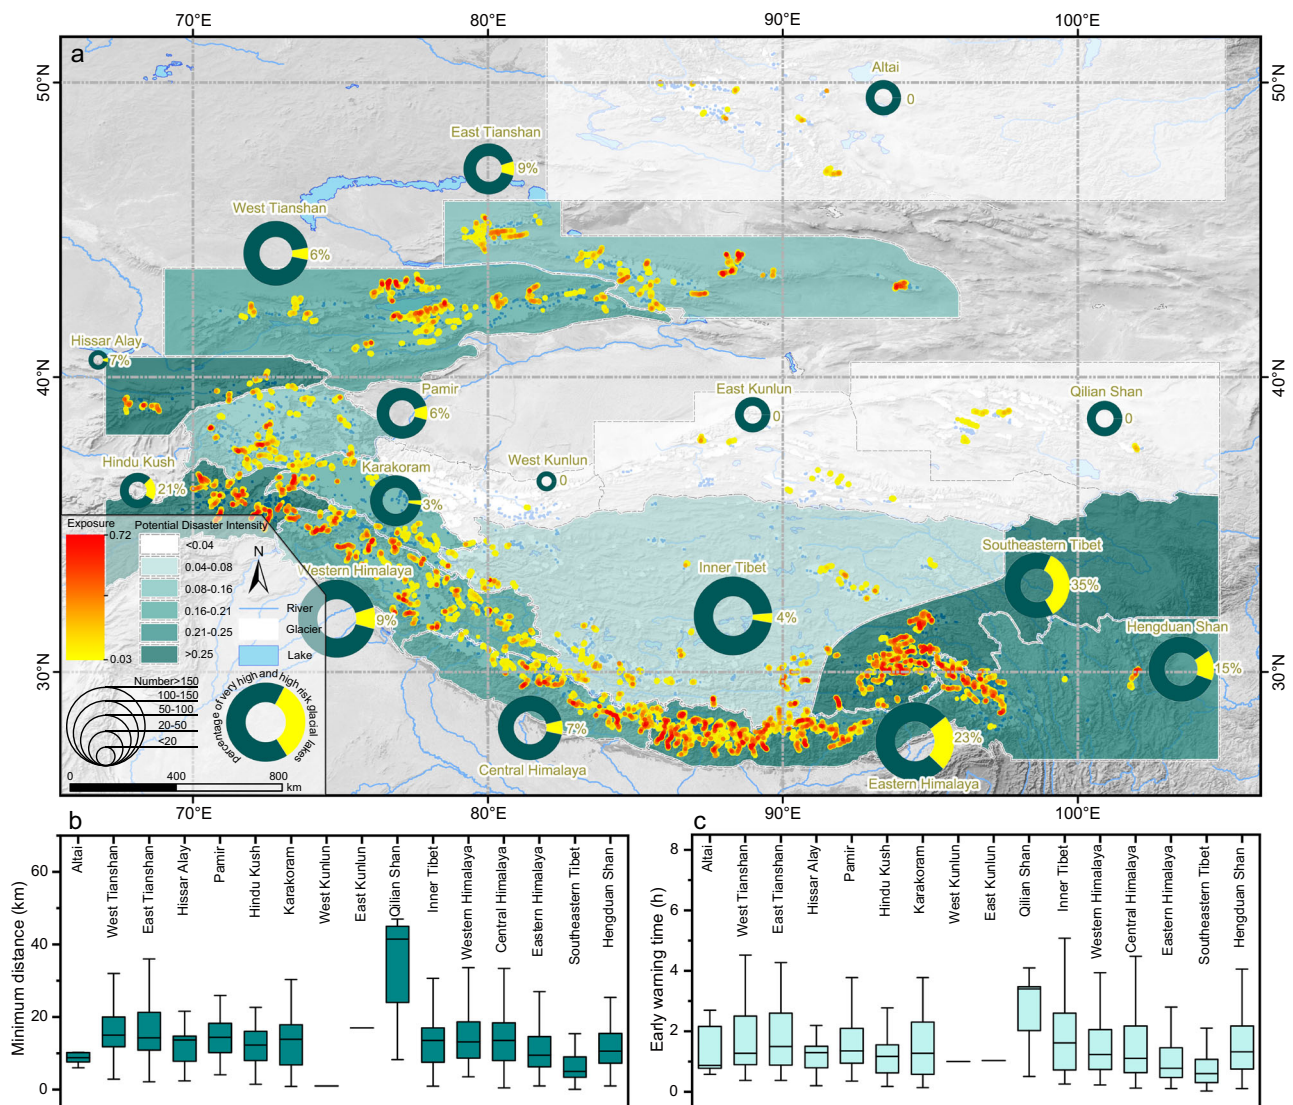 70°E
80°E
90°E
100°E
a
50°N
50°N
Altai
0
East Tianshan
9%
West Tianshan
6%
Hissar Alay
7%
40°N
40°N
Pamir
6%
East Kunlun
0
Qilian Shan
0
Hindu Kush
21%
Karakoram
3%
West Kunlun
0
Exposure
0.72
0.03
Potential Disaster Intensity
<0.04
0.04-0.08
0.08-0.16
0.16-0.21
0.21-0.25
>0.25
N
River
Glacier
Lake
Western Himalaya
9%
Inner Tibet
4%
Southeastern Tibet
35%
Hengduan Shan
15%
30°N
30°N
Number>150
100-150
50-100
20-50
<20
percentage of very high and high risk glacial lakes
0
400
800
km
7%
Central Himalaya
23%
Eastern Himalaya
70°E
80°E
90°E
100°E
b
Minimum distance (km)
60
40
20
0
Altai
West Tianshan
East Tianshan
Hissar Alay
Pamir
Hindu Kush
Karakoram
West Kunlun
East Kunlun
Qilian Shan
Inner Tibet
Western Himalaya
Central Himalaya
Eastern Himalaya
Southeastern Tibet
Hengduan Shan
c
Early warning time (h)
8
6
4
2
0
Altai
West Tianshan
East Tianshan
Hissar Alay
Pamir
Hindu Kush
Karakoram
West Kunlun
East Kunlun
Qilian Shan
Inner Tibet
Western Himalaya
Central Himalaya
Eastern Himalaya
Southeastern Tibet
Hengduan Shan